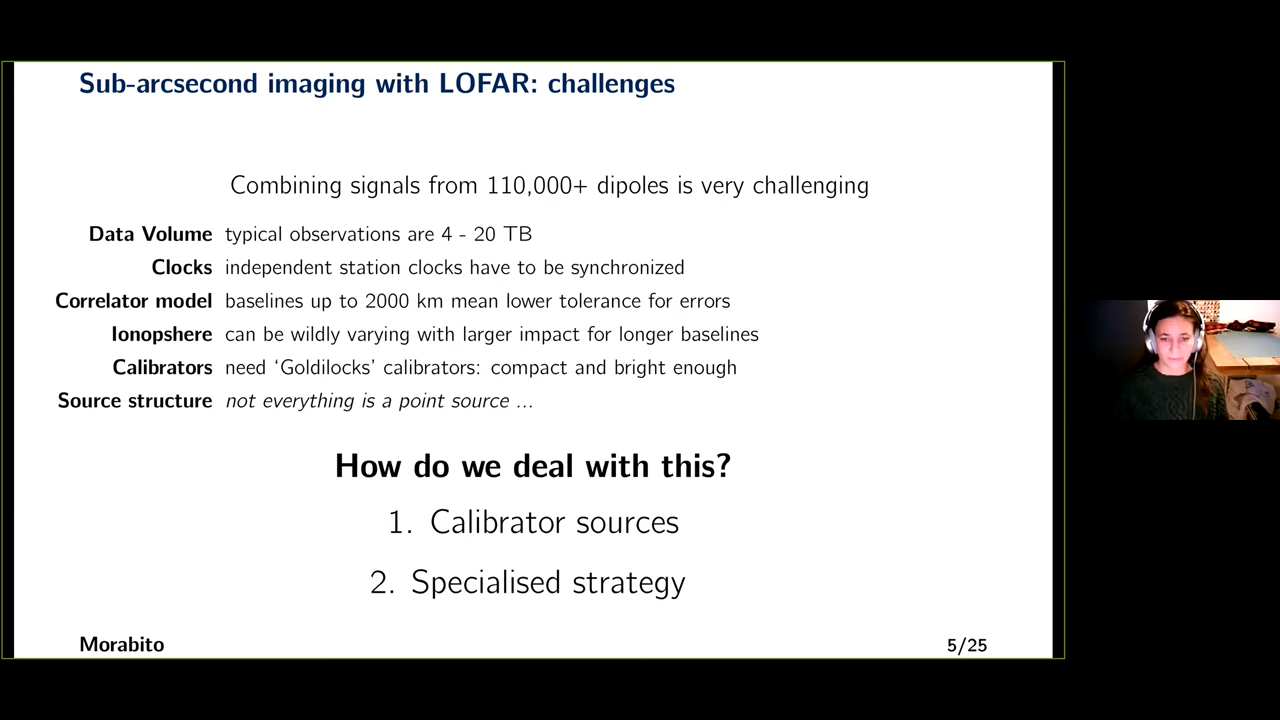 Sub-arcsecond imaging with LOFAR: challenges
Combining signals from 110,000+ dipoles is very challenging
Data Volume typical observations are 4 - 20 TB
Clocks independent station clocks have to be synchronized
Correlator model baselines up to 2000 km mean lower tolerance for errors
Ionopshere can be wildly varying with larger impact for longer baselines
Calibrators need ‘Goldilocks’ calibrators: compact and bright enough
Source structure not everything is a point source ...
How do we deal with this?
1. Calibrator sources
2. Specialised strategy
Morabito 5/25